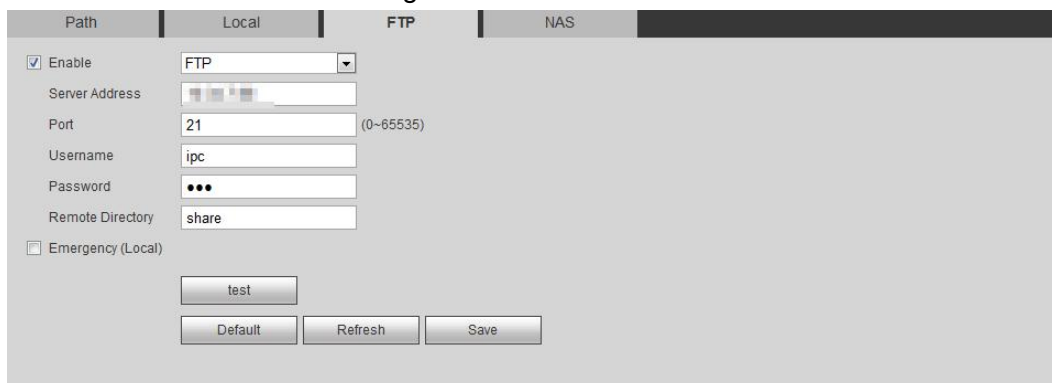 Path Local FTP NAS
Enable FTP
Server Address
Port 21 (0~65535)
Username ipc
Password ●●●
Remote Directory share
Emergency (Local)
test
Default Refresh Save